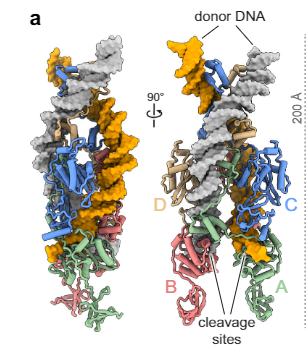 a
donor DNA
90°
200 Å
D
C
B
A
cleavage
sites